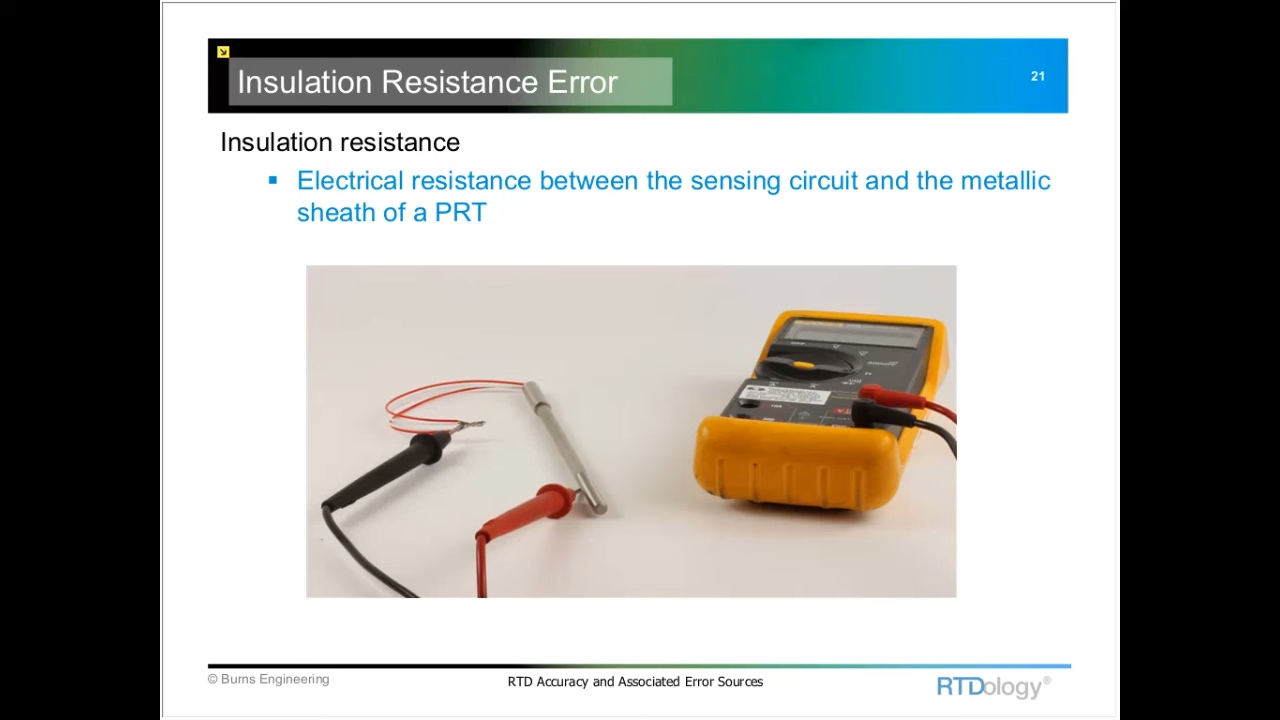 Insulation Resistance Error
21
Insulation resistance
▪ Electrical resistance between the sensing circuit and the metallic
sheath of a PRT
© Burns Engineering
RTD Accuracy and Associated Error Sources
RTDology®